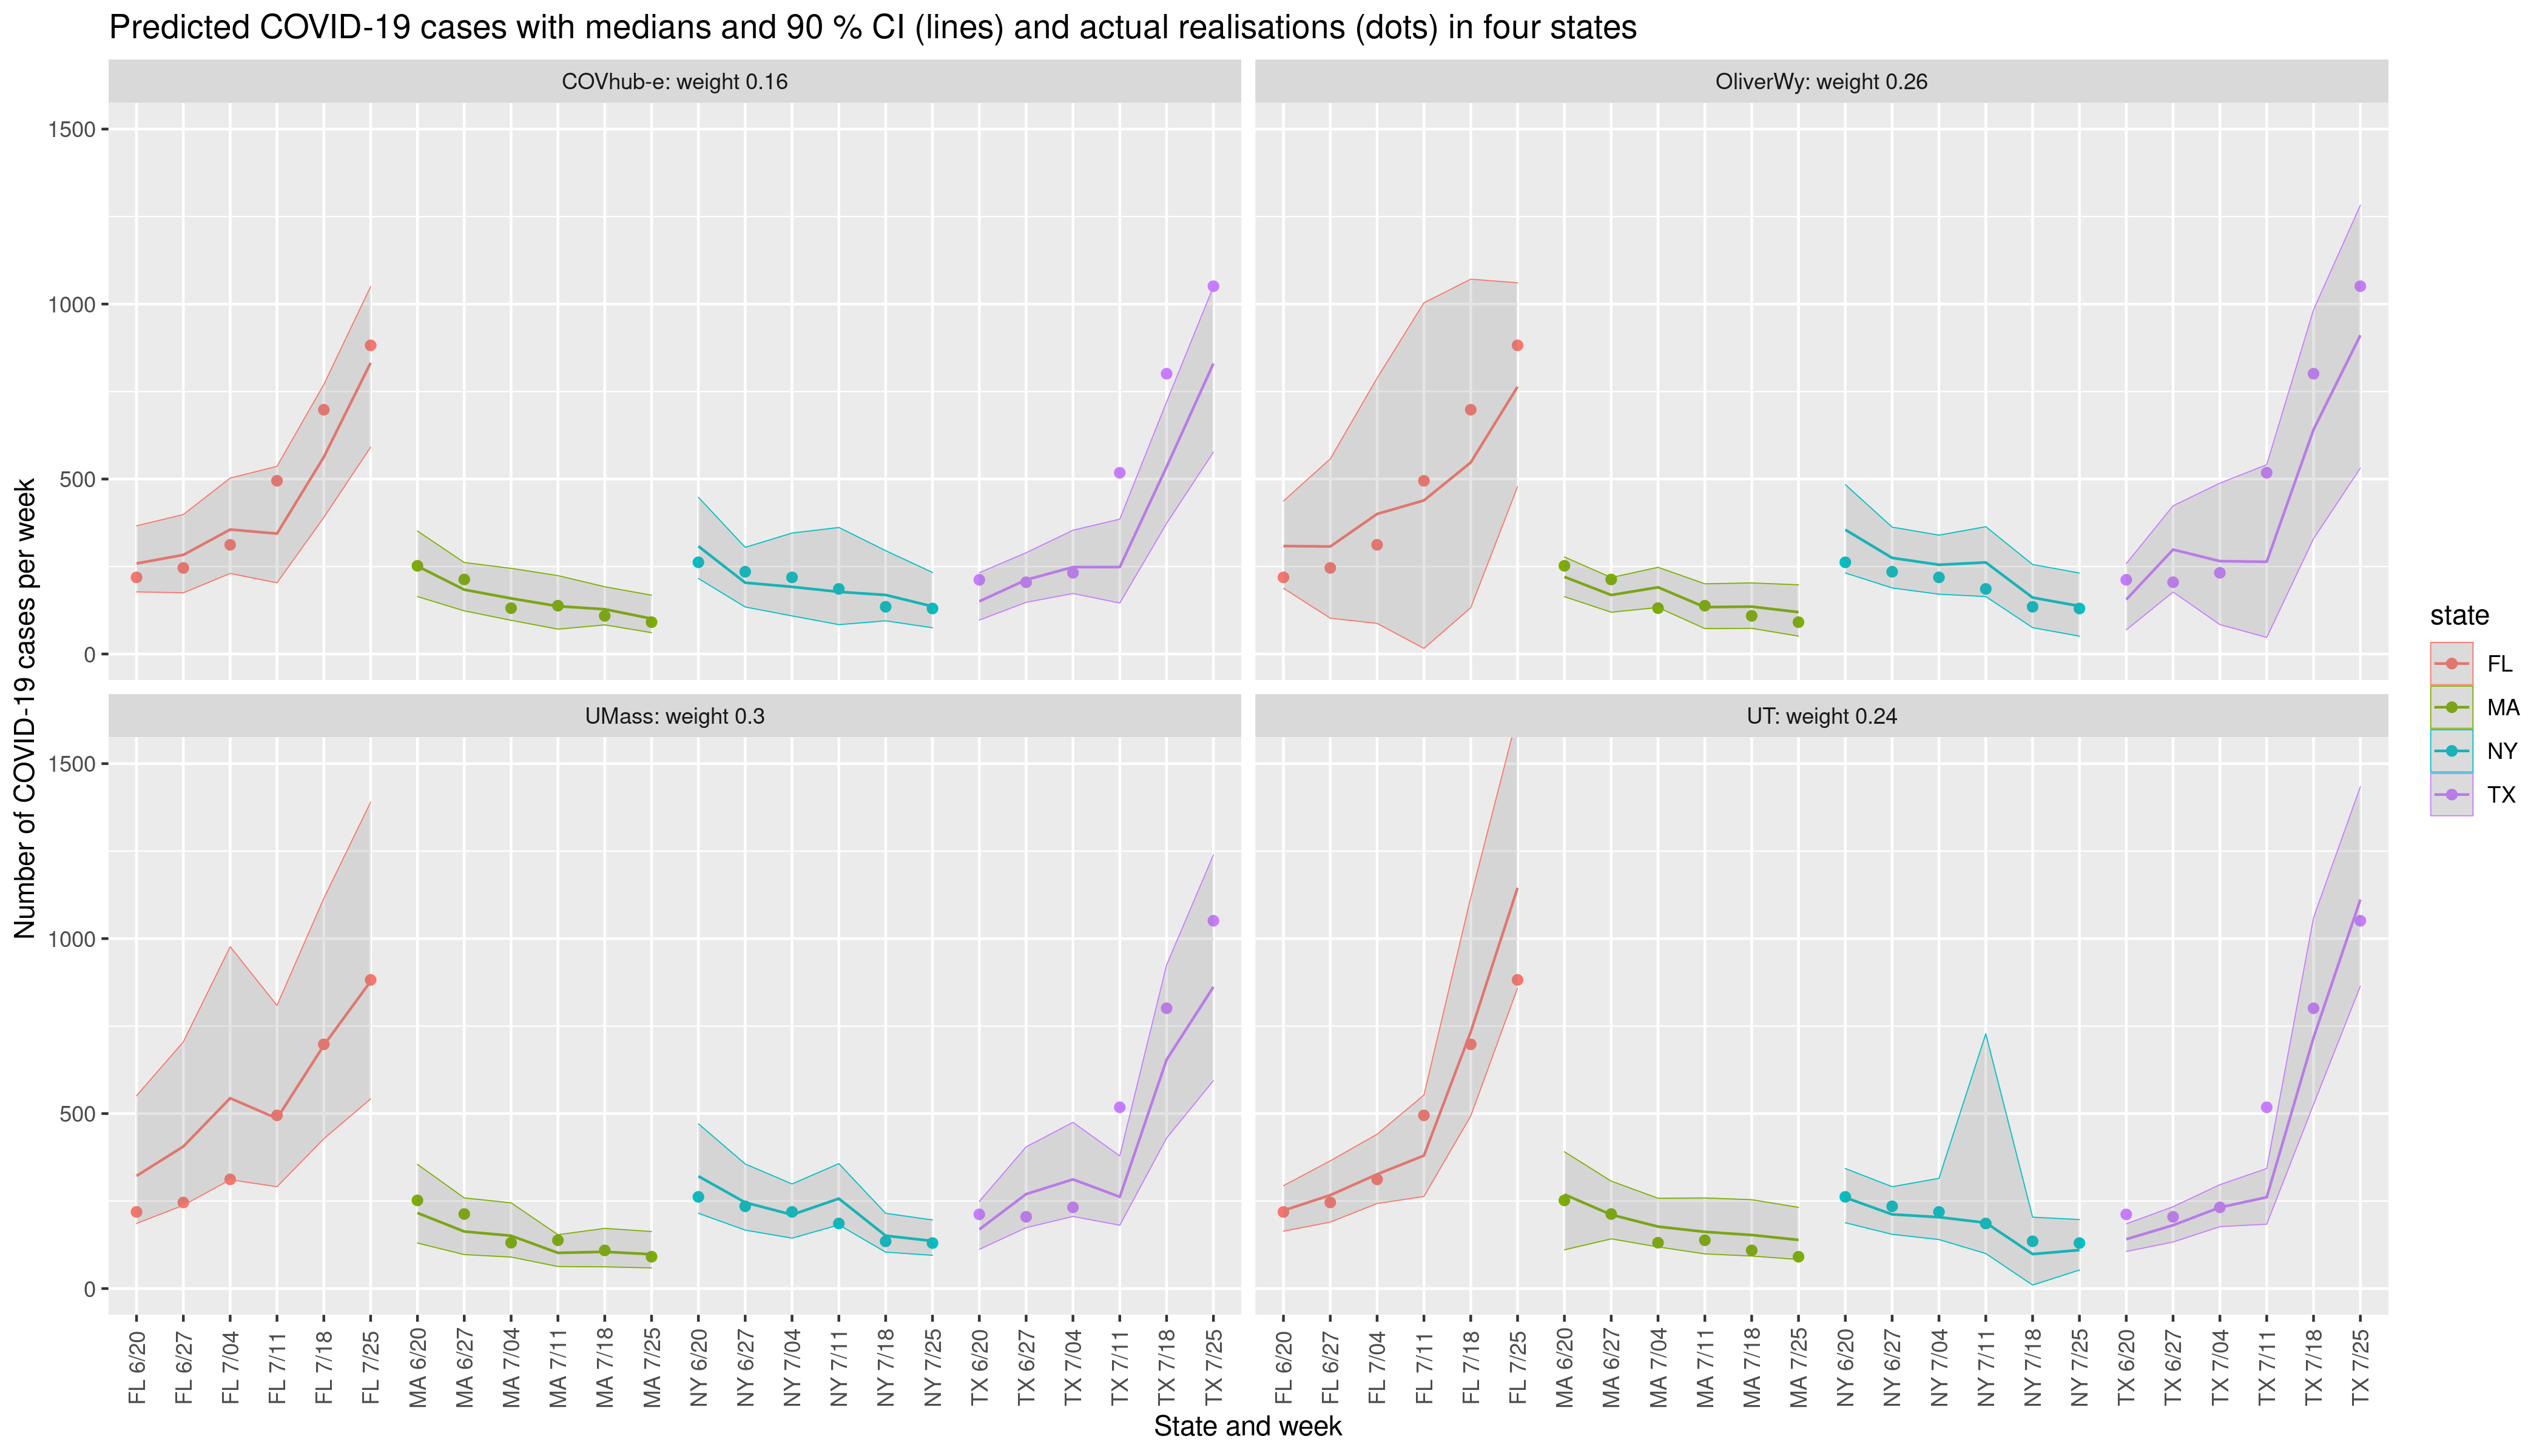 Predicted COVID-19 cases with medians and 90 % CI (lines) and actual realisations (dots) in four states
COVhub-e: weight 0.16
OliverWy: weight 0.26
1500
1000
500
0
UMass: weight 0.3
UT: weight 0.24
1500
1000
500
0
Number of COVID-19 cases per week
FL 6/20
FL 6/27
FL 7/04
FL 7/11
FL 7/18
FL 7/25
MA 6/20
MA 6/27
MA 7/04
MA 7/11
MA 7/18
MA 7/25
NY 6/20
NY 6/27
NY 7/04
NY 7/11
NY 7/18
NY 7/25
TX 6/20
TX 6/27
TX 7/04
TX 7/11
TX 7/18
TX 7/25
FL 6/20
FL 6/27
FL 7/04
FL 7/11
FL 7/18
FL 7/25
MA 6/20
MA 6/27
MA 7/04
MA 7/11
MA 7/18
MA 7/25
NY 6/20
NY 6/27
NY 7/04
NY 7/11
NY 7/18
NY 7/25
TX 6/20
TX 6/27
TX 7/04
TX 7/11
TX 7/18
TX 7/25
State and week
state
FL
MA
NY
TX